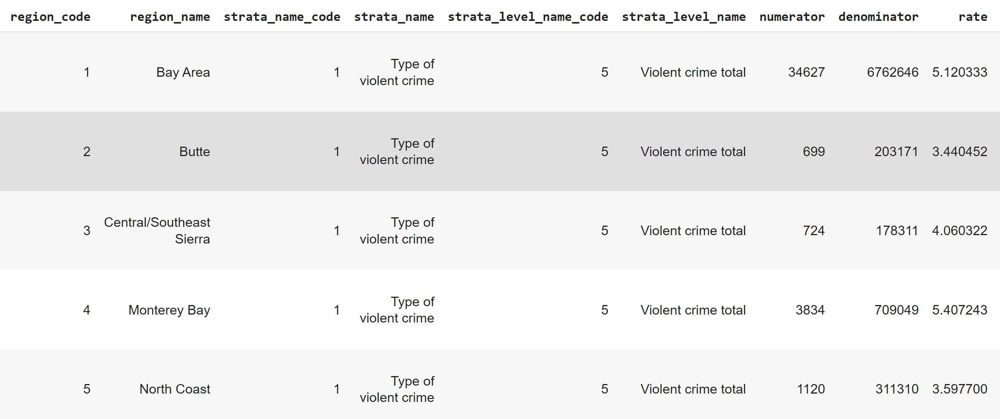 region_code region_name strata_name_code strata_name strata_level_name_code strata_level_name numerator denominator rate
1 Bay Area 1 Type of violent crime 5 Violent crime total 34627 6762646 5.120333
2 Butte 1 Type of violent crime 5 Violent crime total 699 203171 3.440452
3 Central/Southeast Sierra 1 Type of violent crime 5 Violent crime total 724 178311 4.060322
4 Monterey Bay 1 Type of violent crime 5 Violent crime total 3834 709049 5.407243
5 North Coast 1 Type of violent crime 5 Violent crime total 1120 311310 3.597700